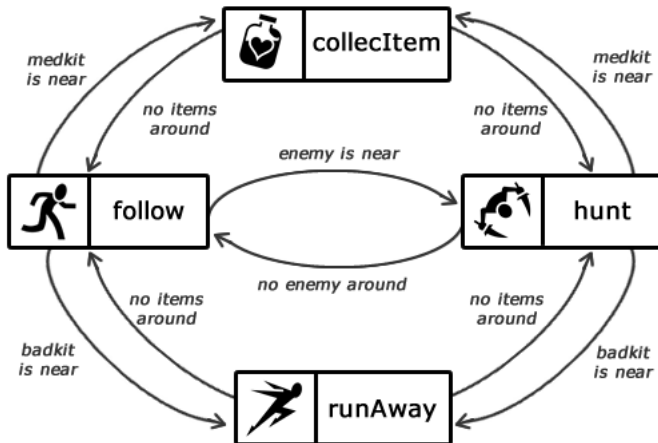 collecItem
medkit
is near
medkit
is near
no items
around
no items
around
enemy is near
follow
hunt
no enemy around
no items
around
no items
around
badkit
is near
badkit
is near
runAway